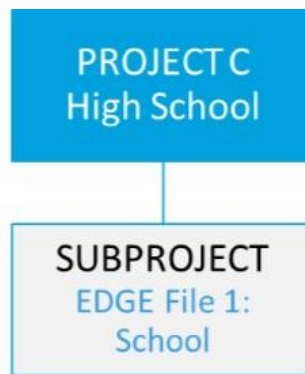 PROJECT C
High School
SUBPROJECT
EDGE File 1:
School